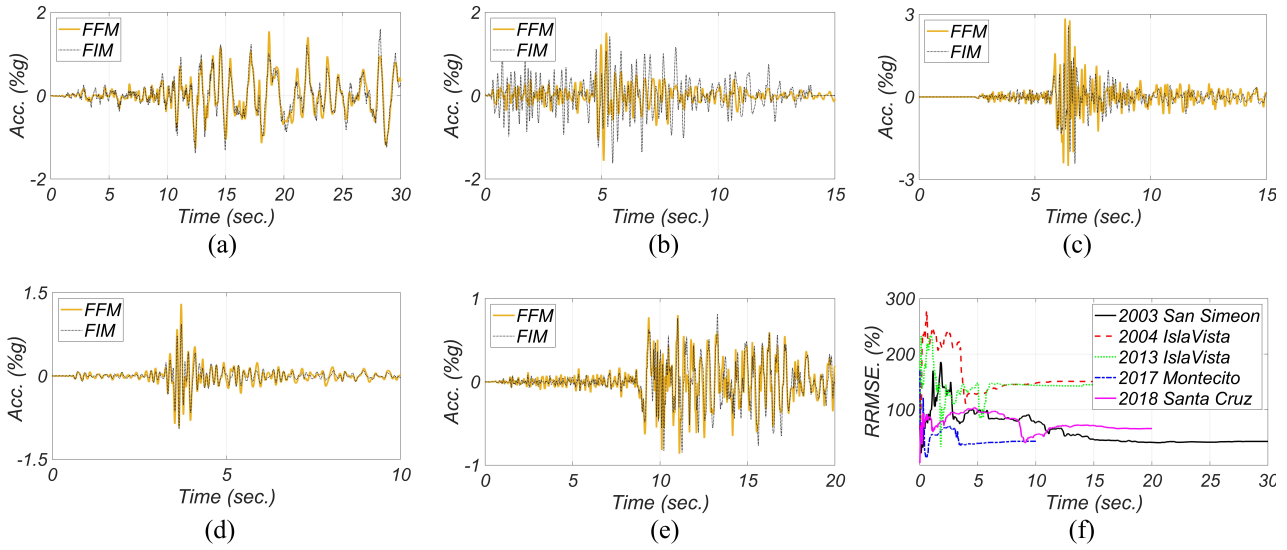 2
Acc. (%g)
0
-2
FFM
FIM
0 5 10 15 20 25 30
Time (sec.)
(a)
2
Acc. (%g)
0
-2
FFM
FIM
0 5 10 15
Time (sec.)
(b)
3
Acc. (%g)
0
-3
FFM
FIM
0 5 10 15
Time (sec.)
(c)
1.5
Acc. (%g)
0
-1.5
FFM
FIM
0 5 10
Time (sec.)
(d)
1
Acc. (%g)
0
-1
FFM
FIM
0 5 10 15 20
Time (sec.)
(e)
300
200
100
RRMSE. (%)
2003 San Simeon
2004 IslaVista
2013 IslaVista
2017 Montecito
2018 Santa Cruz
0 5 10 15 20 25 30
Time (sec.)
(f)